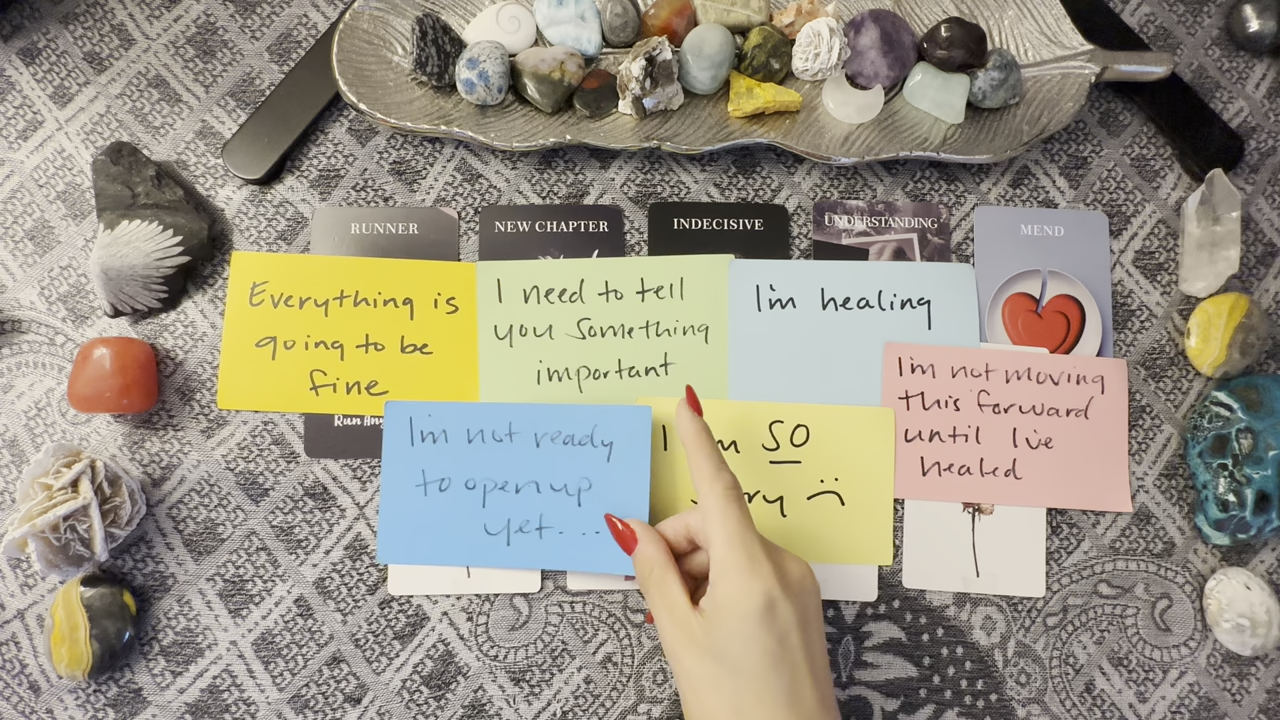 RUNNER
NEW CHAPTER
INDECISIVE
UNDERSTANDING
MEND
Everything is
going to be
fine
I need to tell
you something
important
I'm healing
I'm not moving
this forward
until I've
healed
Run
I'm not ready
to open up
yet....
I SO